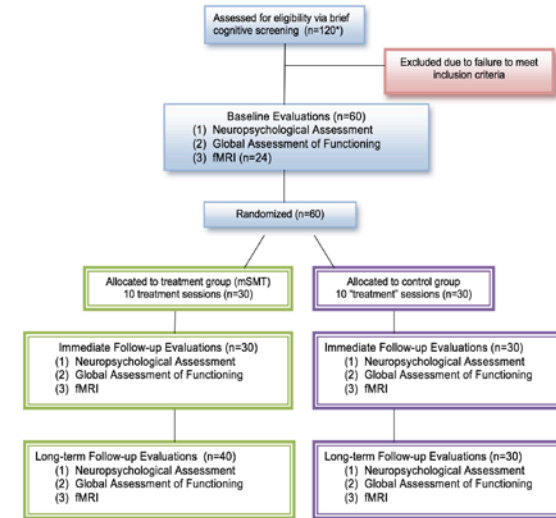 Assessed for eligibility via brief
cognitive screening (n=120*)
Excluded due to failure to meet
inclusion criteria
Baseline Evaluations (n=60)
(1) Neuropsychological Assessment
(2) Global Assessment of Functioning
(3) fMRI (n=24)
Randomized (n=60)
Allocated to treatment group (mSMT)
10 treatment sessions (n=30)
Allocated to control group
10 "treatment" sessions (n=30)
Immediate Follow-up Evaluations (n=30)
(1) Neuropsychological Assessment
(2) Global Assessment of Functioning
(3) fMRI
Immediate Follow-up Evaluations (n=30)
(1) Neuropsychological Assessment
(2) Global Assessment of Functioning
(3) fMRI
Long-term Follow-up Evaluations (n=40)
(1) Neuropsychological Assessment
(2) Global Assessment of Functioning
(3) fMRI
Long-term Follow-up Evaluations (n=30)
(1) Neuropsychological Assessment
(2) Global Assessment of Functioning
(3) fMRI